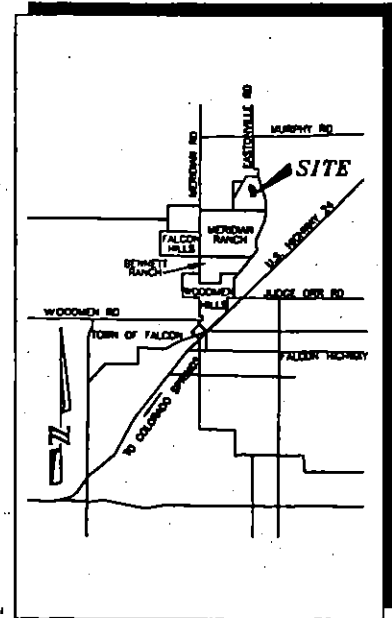 MERIDIAN RD
EASTONVILLE RD
MURPHY RD
SITE
FALCON
HILLS
MERIDIAN
RANCH
U.S. HIGHWAY 24
BENNETT
RANCH
WOODMEN
HILLS
JUDGE ORR RD
WOODMEN RD
TOWN OF FALCON
FALCON HIGHWAY
TO COLORADO SPRINGS
N